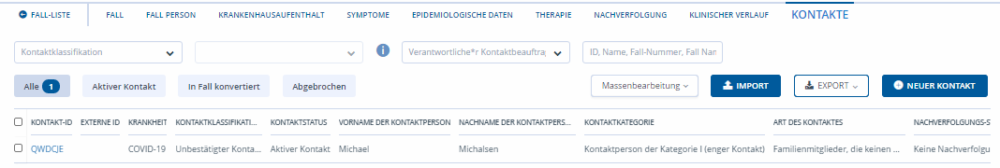 FALL-LISTE FALL FALL PERSON KRANKENHAUSAUFENTHALT SYMPTOME EPIDEMIOLOGISCHE DATEN THERAPIE NACHVERFOLGUNG KLINISCHER VERLAUF KONTAKTE
Kontaktklassifikation Verantwortliche*r Kontaktbeauftrag ID, Name, Fall-Nummer, Fall Nam
Alle 1 Aktiver Kontakt In Fall konvertiert Abgebrochen Massenbearbeitung IMPORT EXPORT NEUER KONTAKT
KONTAKT-ID EXTERNE ID KRANKHEIT KONTAKTKLASSIFIKATI... KONTAKTSTATUS VORNAME DER KONTAKTPERSON NACHNAME DER KONTAKTPERS... KONTAKTKATEGORIE ART DES KONTAKTES NACHVERFOLGUNGS-S
QWDCJE COVID-19 Unbestätigter Konta... Aktiver Kontakt Michael Michalsen Kontaktperson der Kategorie I (enger Kontakt) Familienmitglieder, die keinen ... Keine Nachverfolgu